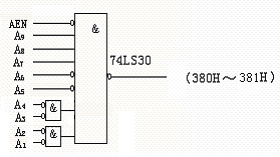 AEN
A9
&
A8
A7
74LS30
A6
(380H~381H)
A5
A4
&
A3
A2
&
A1